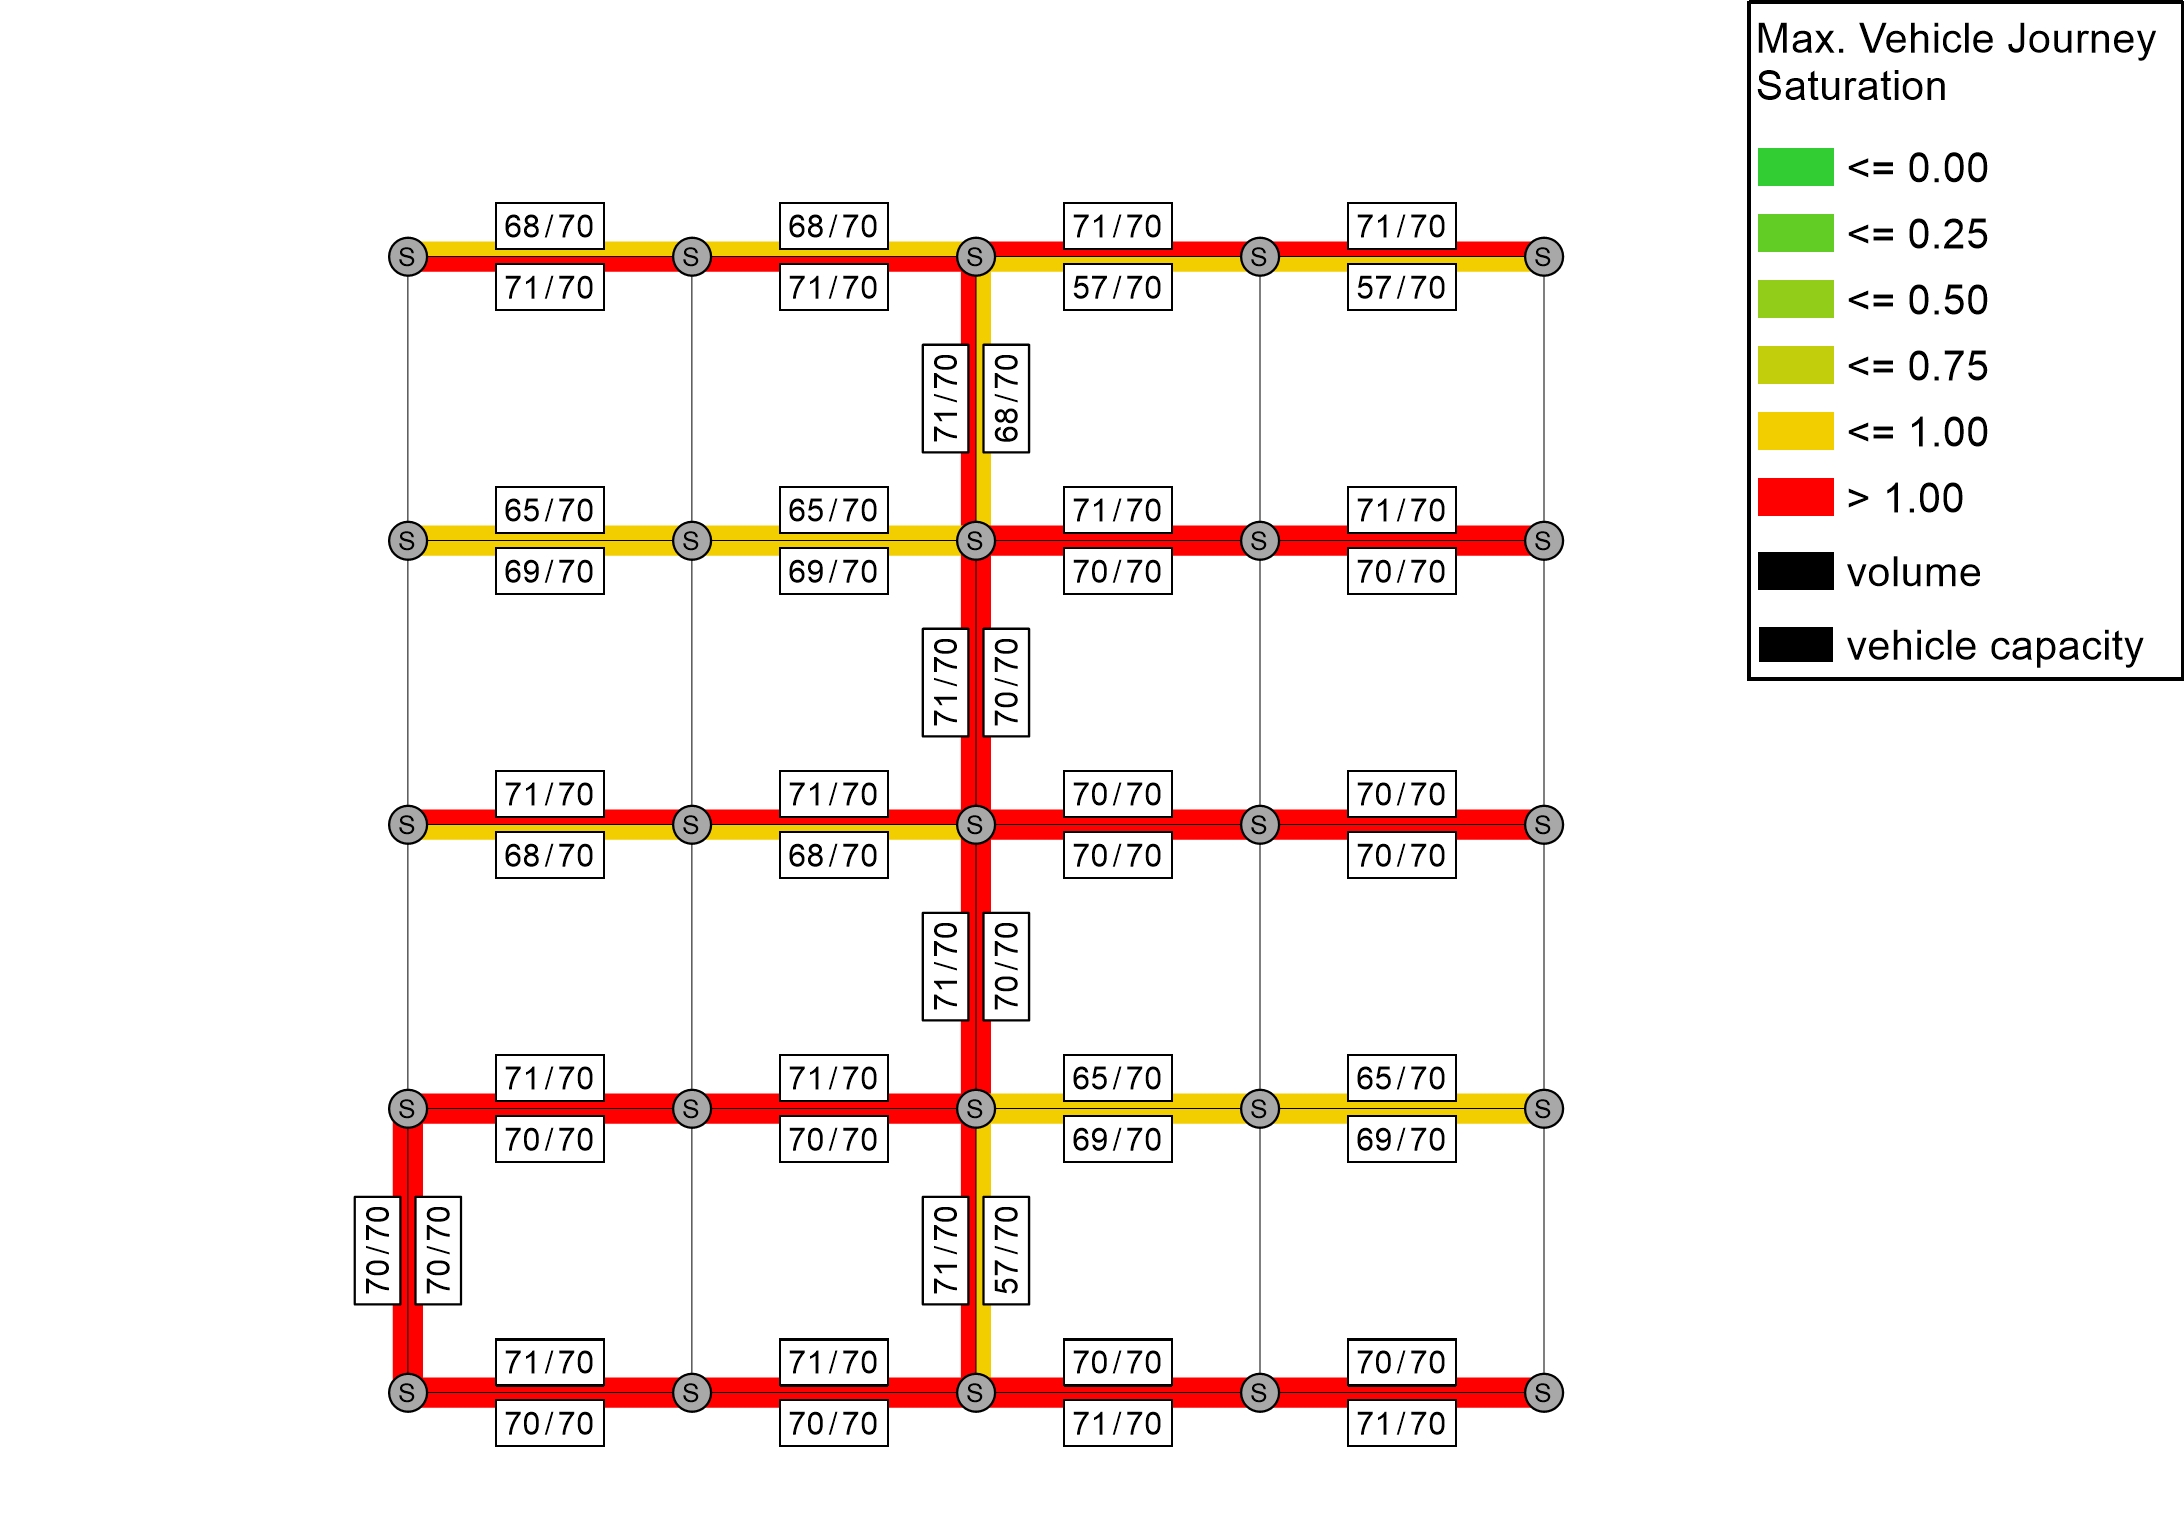 Max. Vehicle Journey
Saturation
<= 0.00
<= 0.25
<= 0.50
<= 0.75
<= 1.00
> 1.00
volume
vehicle capacity
68/70 68/70 71/70 71/70
S S S S S
71/70 71/70 57/70 57/70
71/70 68/70
65/70 65/70 71/70 71/70
S S S S S
69/70 69/70 70/70 70/70
71/70 70/70
71/70 71/70 70/70 70/70
S S S S S
68/70 68/70 70/70 70/70
71/70 70/70
71/70 71/70 65/70 65/70
S S S S S
70/70 70/70 69/70 69/70
70/70 70/70 71/70 57/70
71/70 71/70 70/70 70/70
S S S S S
70/70 70/70 71/70 71/70